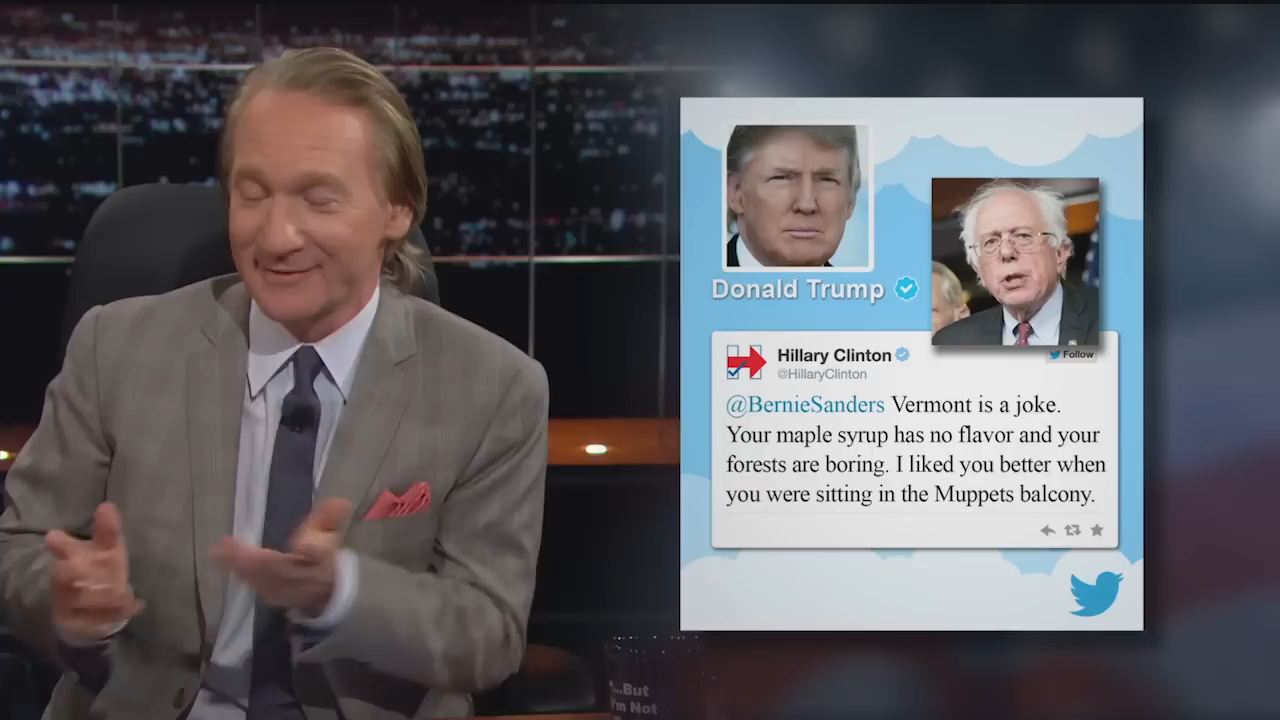 Donald Trump
Follow
Hillary Clinton
@HillaryClinton
@BernieSanders Vermont is a joke.
Your maple syrup has no flavor and your
forests are boring. I liked you better when
you were sitting in the Muppets balcony.
"...But
I'm Not